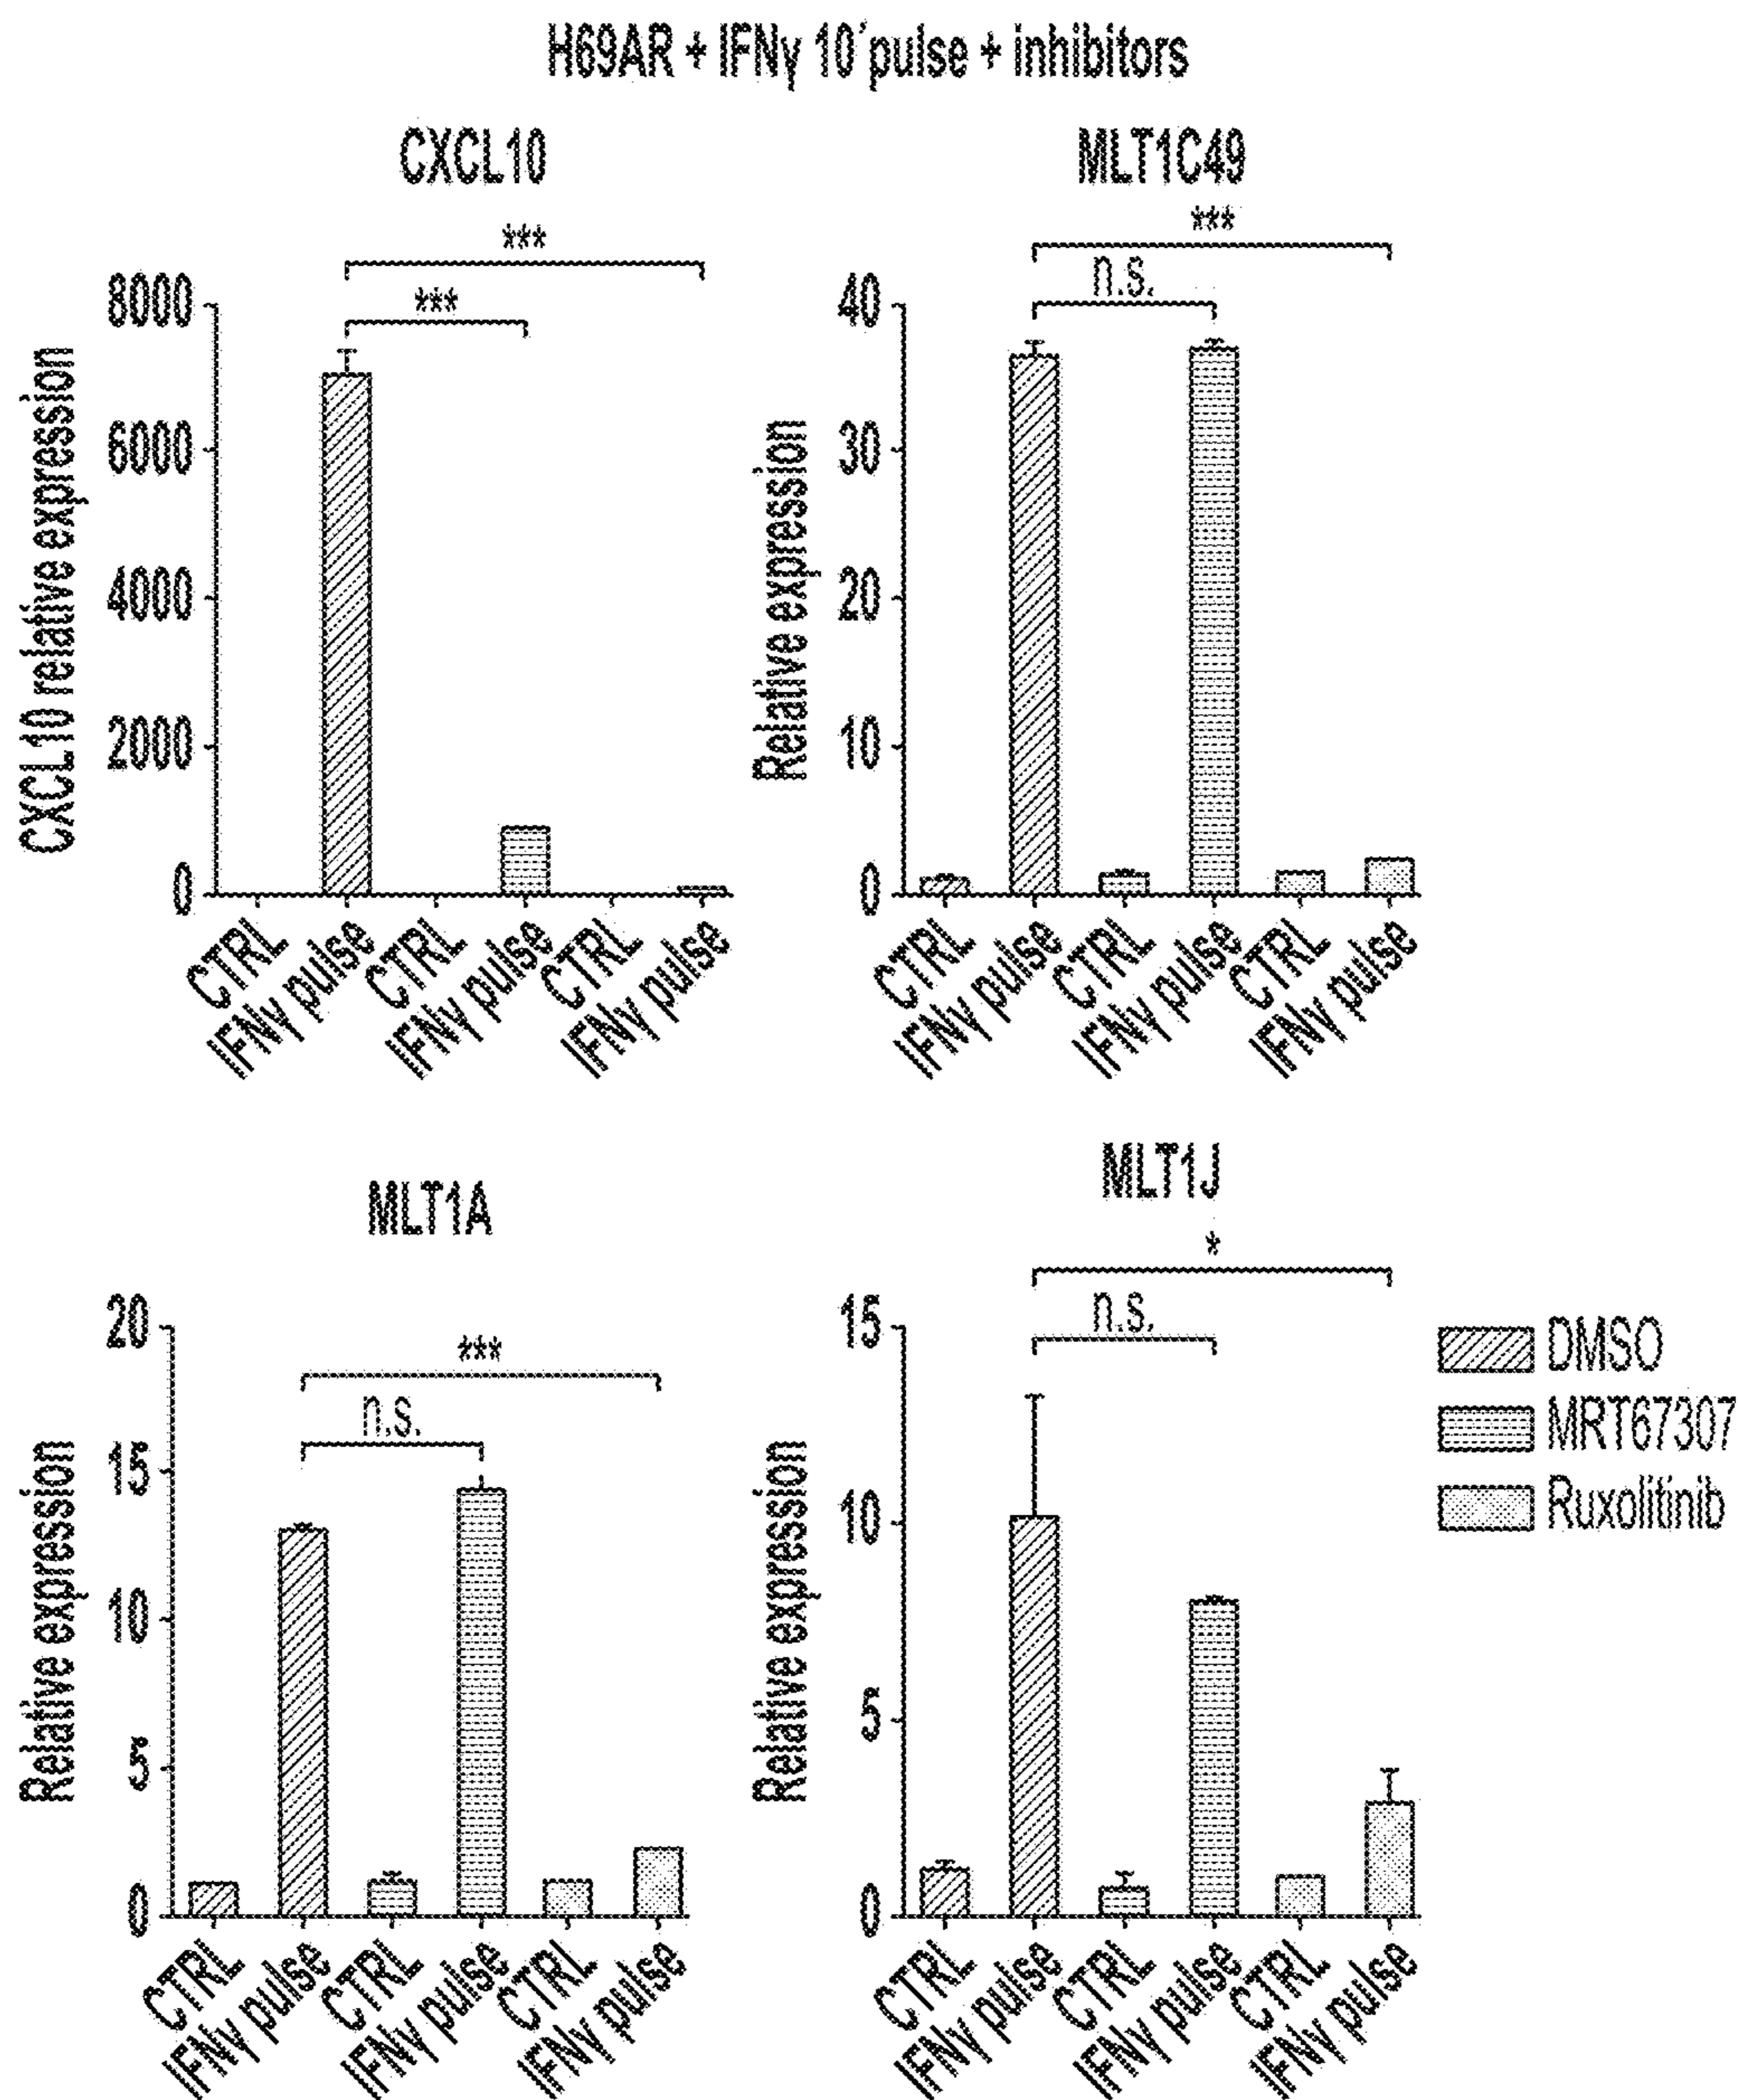 H69AR + IFNγ 10´pulse + inhibitors
CXCL10
***
***
CXCL10 relative expression
8000
6000
4000
2000
0
CTRL
IFNγ pulse
CTRL
IFNγ pulse
CTRL
IFNγ pulse
MLT1C49
***
n.s.
Relative expression
40
30
20
10
0
CTRL
IFNγ pulse
CTRL
IFNγ pulse
CTRL
IFNγ pulse
MLT1A
***
n.s.
Relative expression
20
15
10
5
0
CTRL
IFNγ pulse
CTRL
IFNγ pulse
CTRL
IFNγ pulse
MLT1J
*
n.s.
Relative expression
15
10
5
0
CTRL
IFNγ pulse
CTRL
IFNγ pulse
CTRL
IFNγ pulse
DMSO
MRT67307
Ruxolitinib